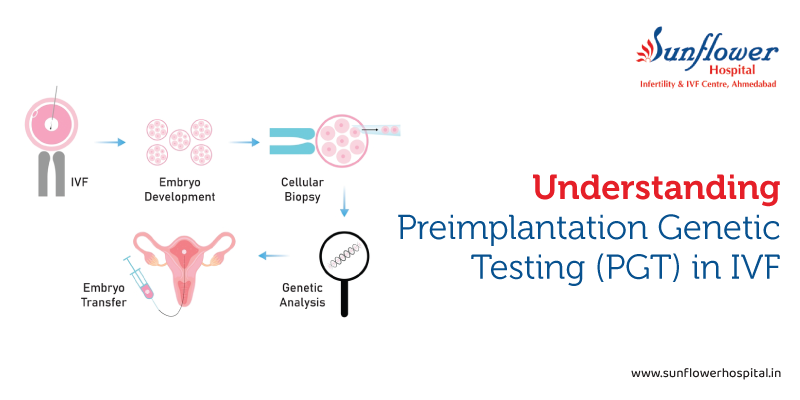 Sunflower
Hospital
Infertility & IVF Centre, Ahmedabad
IVF
Embryo
Development
Cellular
Biopsy
Embryo
Transfer
Genetic
Analysis
Understanding
Preimplantation Genetic
Testing (PGT) in IVF
www.sunflowerhospital.in